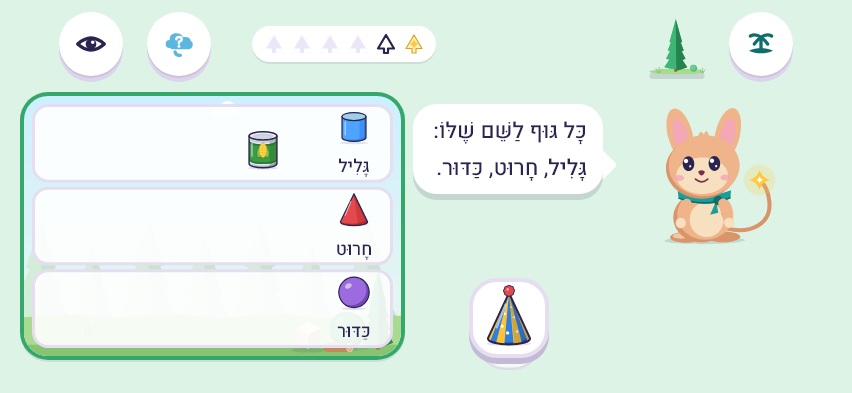 כָּל גּוּף לַשֵּׁם שֶׁלּוֹ:
גָּלִיל, חָרוּט, כַּדּוּר.
גָּלִיל
חָרוּט
כַּדּוּר
?